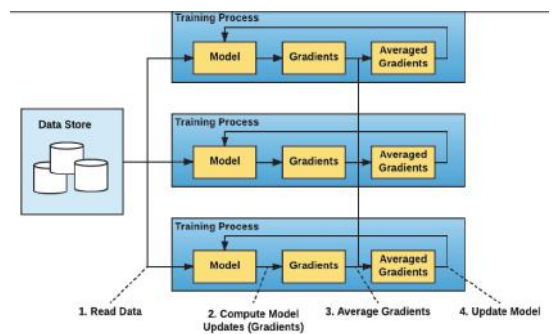 Training Process
Model
Gradients
Averaged
Gradients
Data Store
Training Process
Model
Gradients
Averaged
Gradients
Training Process
Model
Gradients
Averaged
Gradients
1. Read Data
2. Compute Model
Updates (Gradients)
3. Average Gradients
4. Update Model